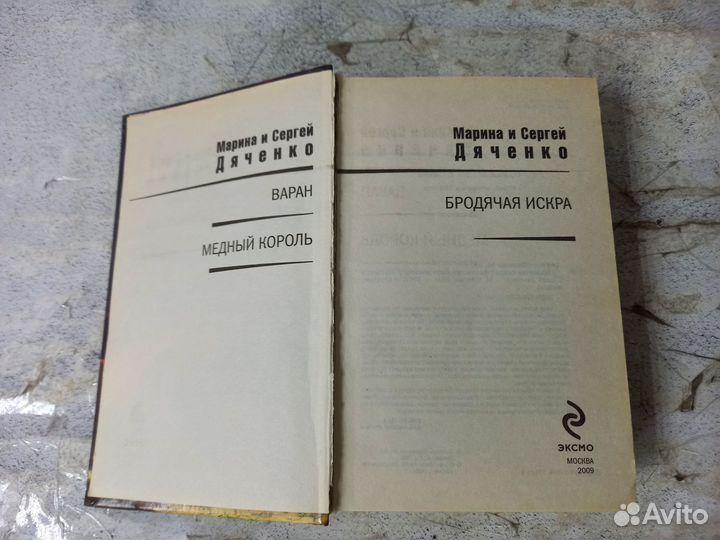 Марина и Сергей
Дяченко
ВАРАН
МЕДНЫЙ КОРОЛЬ
Марина и Сергей
Дяченко
БРОДЯЧАЯ ИСКРА
ЭКСМО
МОСКВА
2009
Avito